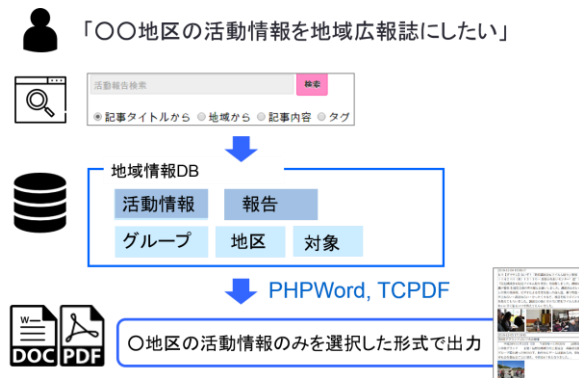 「〇〇地区の活動情報を地域広報誌にしたい」
活動報告検索 検索
記事タイトルから 地域から 記事内容 タグ
地域情報DB
活動情報 報告
グループ 地区 対象
PHPWord, TCPDF
W
DOC PDF
〇地区の活動情報のみを選択した形式で出力